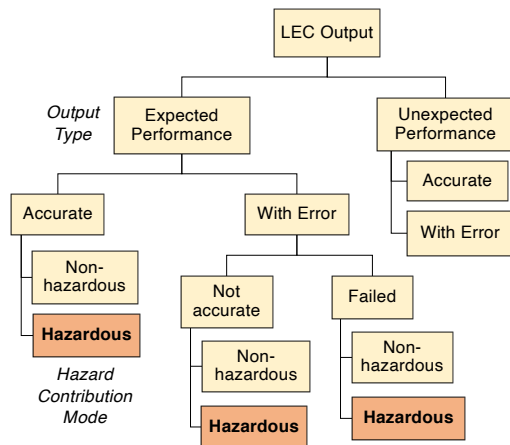 LEC Output
Output
Type
Expected
Performance
Unexpected
Performance
Accurate
With Error
Accurate
With Error
Non-
hazardous
Hazardous
Hazard
Contribution
Mode
Not
accurate
Failed
Non-
hazardous
Hazardous
Non-
hazardous
Hazardous